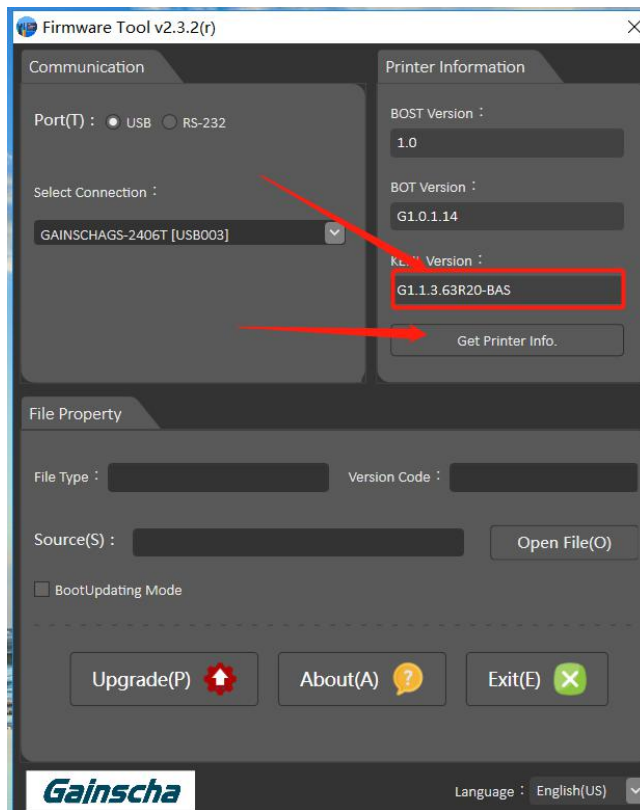 Firmware Tool v2.3.2(r)
Communication
Port(T) : USB RS-232
Select Connection :
GAINSCHAGS-2406T [USB003]
Printer Information
BOST Version :
1.0
BOT Version :
G1.0.1.14
Version :
G1.1.3.63R20-BAS
Get Printer Info.
File Property
File Type : Version Code :
Source(S) : Open File(O)
BootUpdating Mode
Upgrade(P) About(A) ? Exit(E)
Gainscha
Language : English(US)